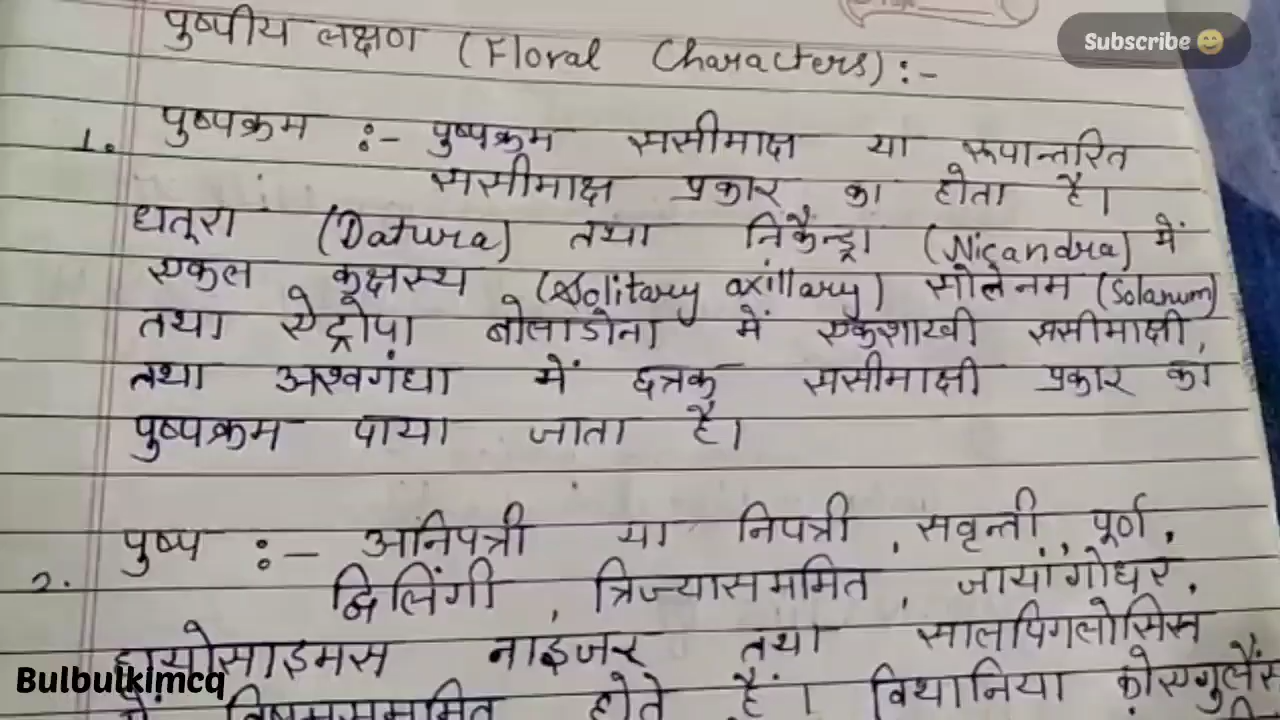 पुष्पीय लक्षण (Floral Characters) :-
Subscribe 😊
1. पुष्पक्रम :- पुष्पक्रम ससीमाक्ष या रूपान्तरित
ससीमाक्ष प्रकार का होता है।
धतूरा (Datura) तथा निकैन्ड्रा (Nicandra) में
एकल कक्षस्थ (Solitary axillary) सोलेनम (Solanum)
तथा ऐट्रोपा बेलाडोना में एकशाखी ससीमाक्षी,
तथा अश्वगंधा में छत्रक ससीमाक्षी प्रकार का
पुष्पक्रम पाया जाता है।
2. पुष्प :- अनिपत्री या निपत्री, सवृन्ती, पूर्ण,
द्विलिंगी, त्रिज्यासममित, जायांगोधर,
हायोसाइमस नाइजर तथा सालपिगलोसिस
में विषमसममित होते हैं। विथानिया कोएगुलैंस
Bulbulkimcq